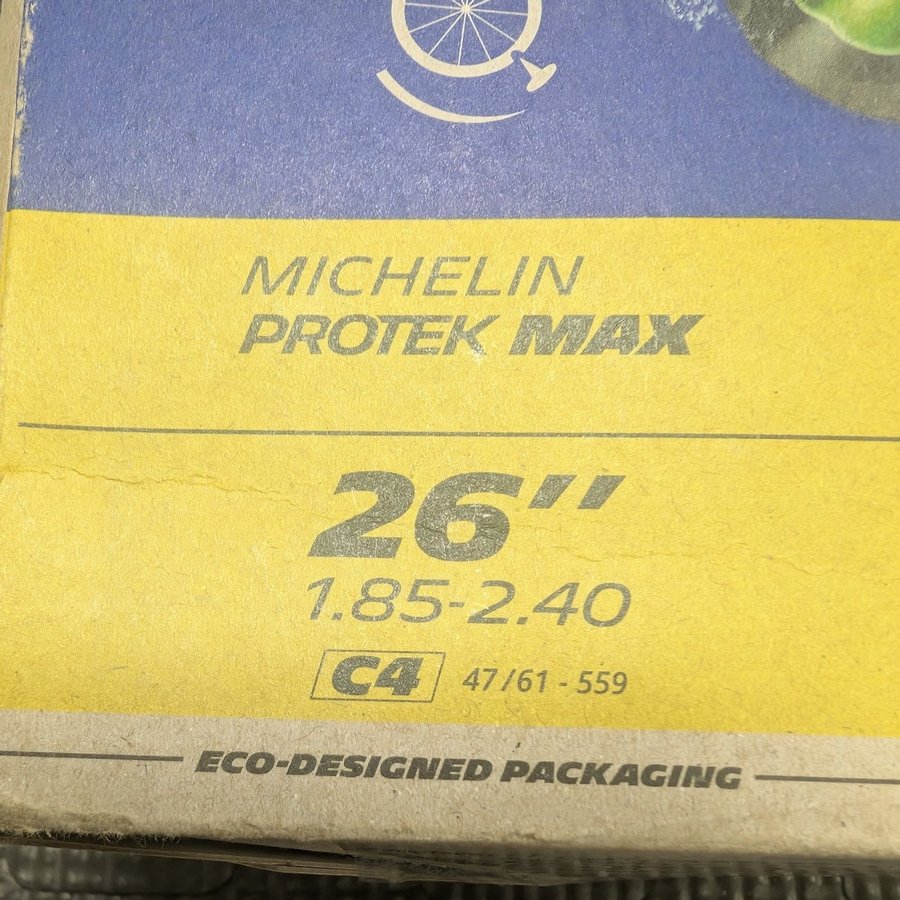 MICHELIN
PROTEK MAX
26''
1.85-2.40
C4 47/61 - 559
ECO-DESIGNED PACKAGING